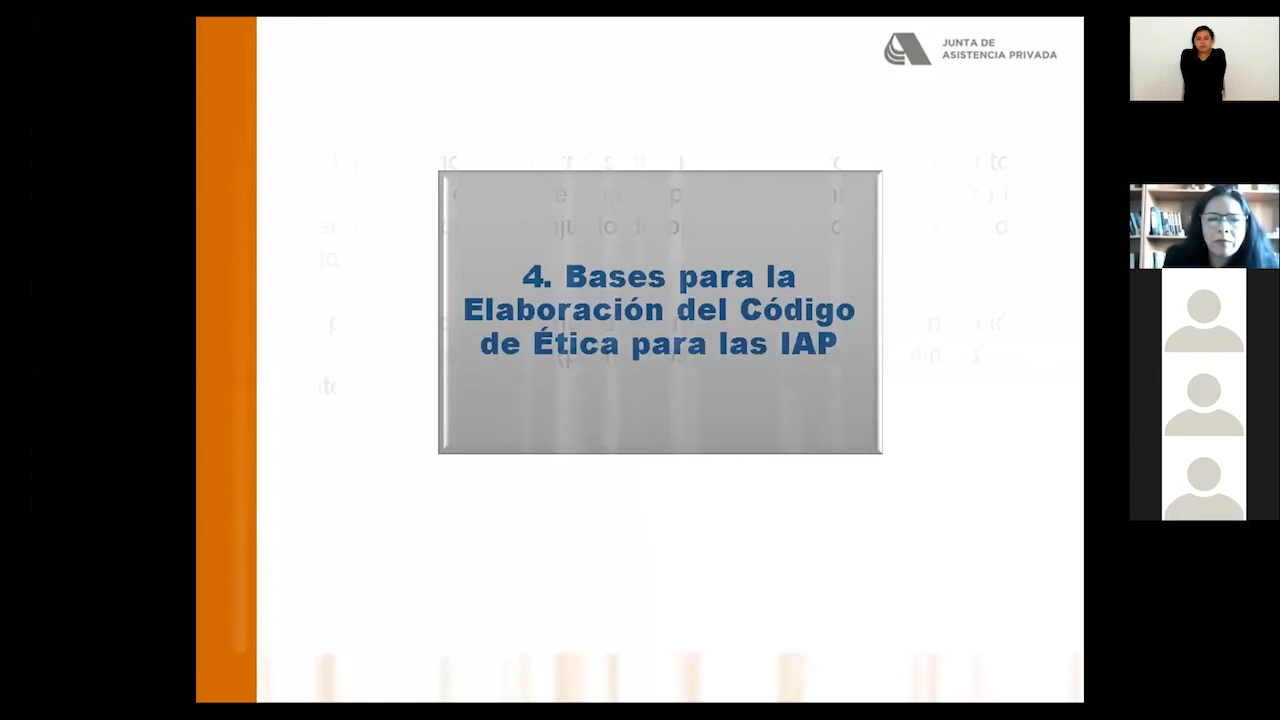 JUNTA DE
ASISTENCIA PRIVADA
4. Bases para la
Elaboración del Código
de Ética para las IAP